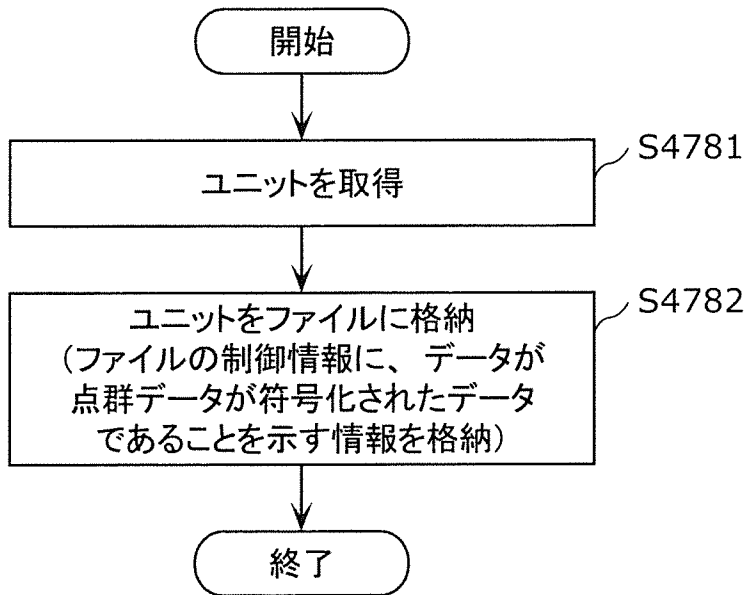 開始
ユニットを取得
S4781
ユニットをファイルに格納
（ファイルの制御情報に、データが
点群データが符号化されたデータ
であることを示す情報を格納）
S4782
終了